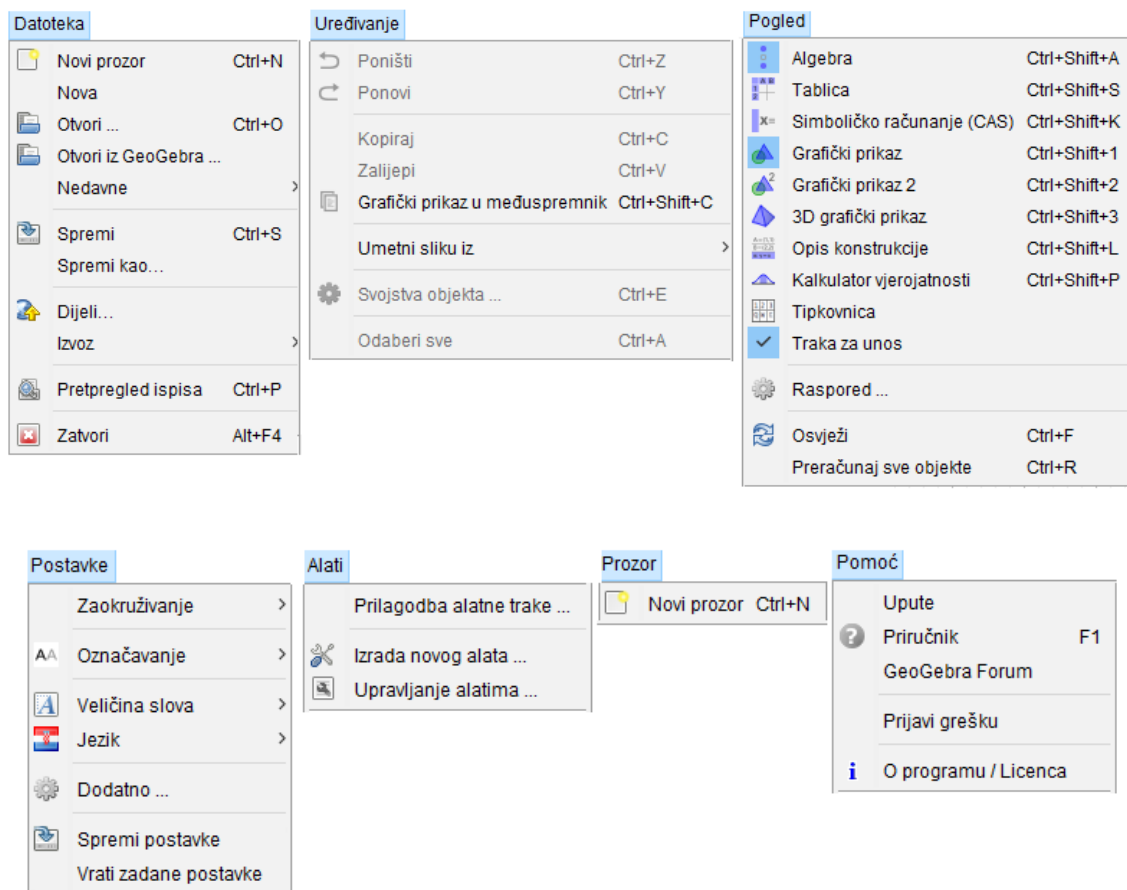 Datoteka
Novi prozor Ctrl+N
Nova
Otvori ... Ctrl+O
Otvori iz GeoGebra ...
Nedavne
Spremi Ctrl+S
Spremi kao...
Dijeli...
Izvoz
Pretpregled ispisa Ctrl+P
Zatvori Alt+F4
Uređivanje
Poništi Ctrl+Z
Ponovi Ctrl+Y
Kopiraj Ctrl+C
Zalijepi Ctrl+V
Grafički prikaz u međuspremnik Ctrl+Shift+C
Umetni sliku iz
Svojstva objekta ... Ctrl+E
Odaberi sve Ctrl+A
Pogled
Algebra Ctrl+Shift+A
Tablica Ctrl+Shift+S
Simboličko računanje (CAS) Ctrl+Shift+K
Grafički prikaz Ctrl+Shift+1
Grafički prikaz 2 Ctrl+Shift+2
3D grafički prikaz Ctrl+Shift+3
Opis konstrukcije Ctrl+Shift+L
Kalkulator vjerojatnosti Ctrl+Shift+P
Tipkovnica
Traka za unos
Raspored ...
Osvježi Ctrl+F
Preračunaj sve objekte Ctrl+R
Postavke
Zaokruživanje
AA Označavanje
A Veličina slova
Jezik
Dodatno ...
Spremi postavke
Vrati zadane postavke
Alati
Prilagodba alatne trake ...
Izrada novog alata ...
Upravljanje alatima ...
Prozor
Novi prozor Ctrl+N
Pomoć
Upute
? Priručnik F1
GeoGebra Forum
Prijavi grešku
i O programu / Licenca